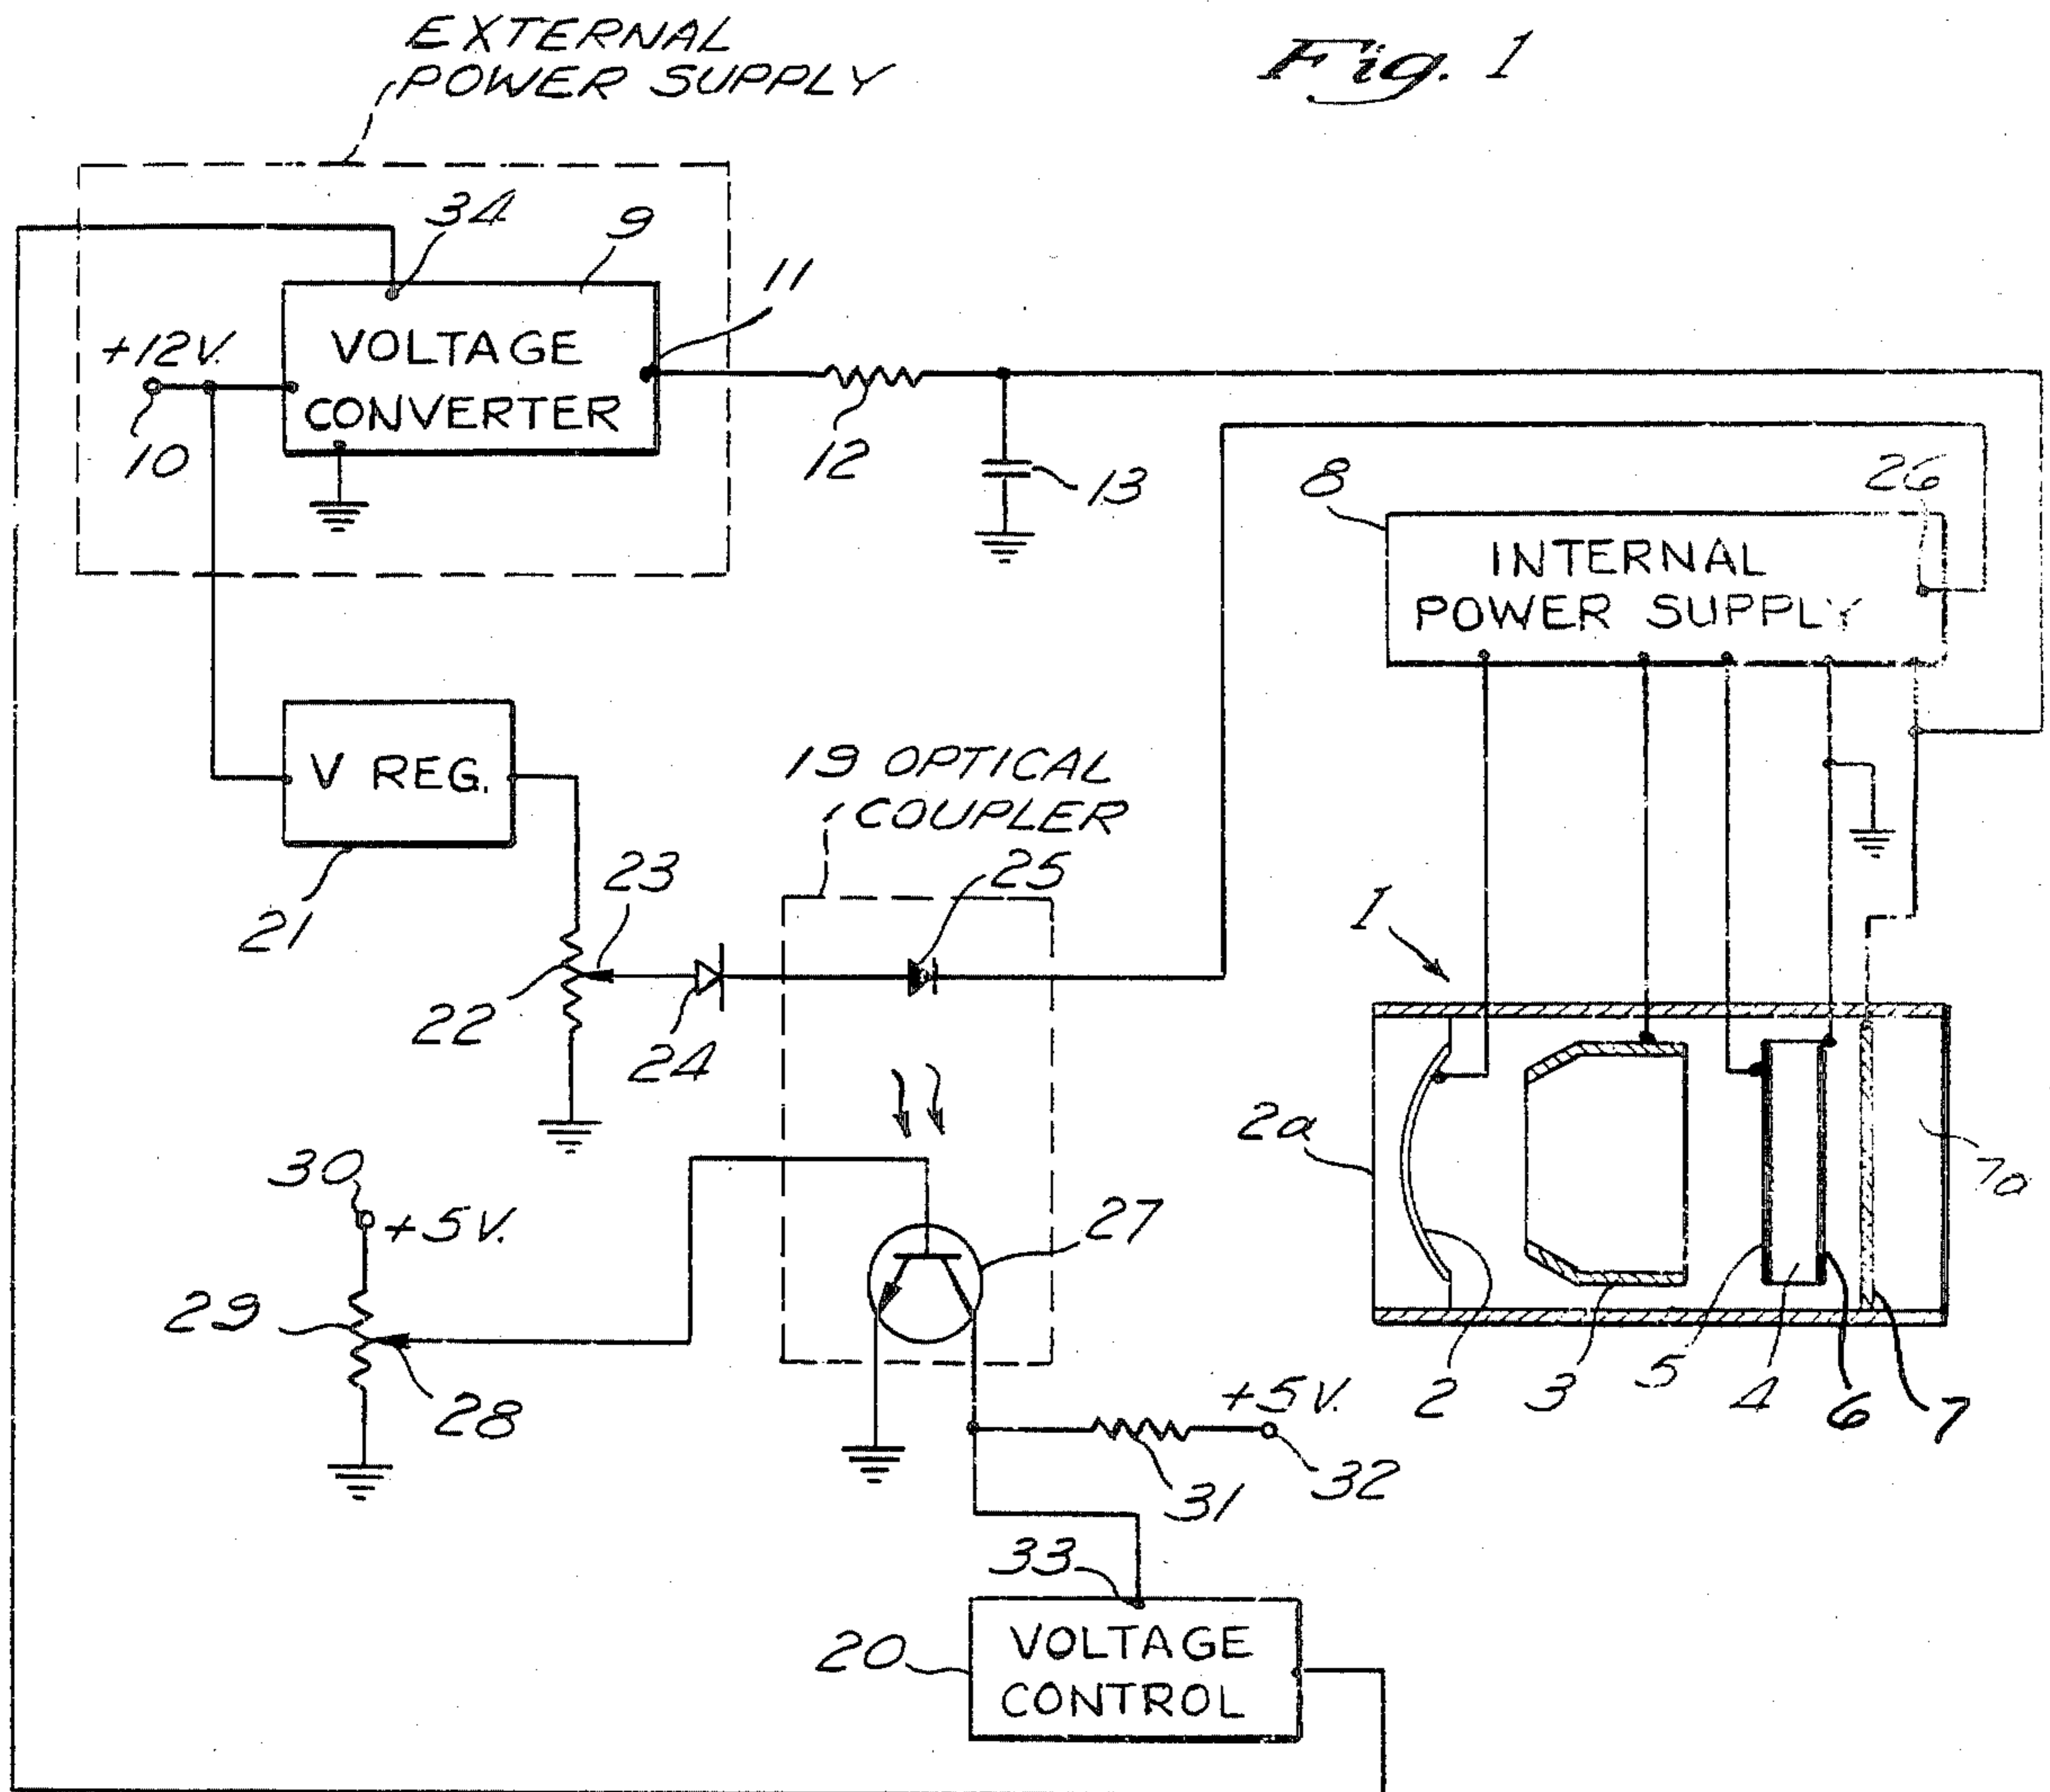 EXTERNAL
POWER SUPPLY
Fig. 1
34
9
11
+12V.
VOLTAGE
CONVERTER
10
12
13
8
26
INTERNAL
POWER SUPPLY
V REG.
21
19 OPTICAL
COUPLER
23
25
22
24
1
2a
7a
30
+5V.
27
29
28
2
3
5
4
6
7
+5V.
31
32
33
20
VOLTAGE
CONTROL